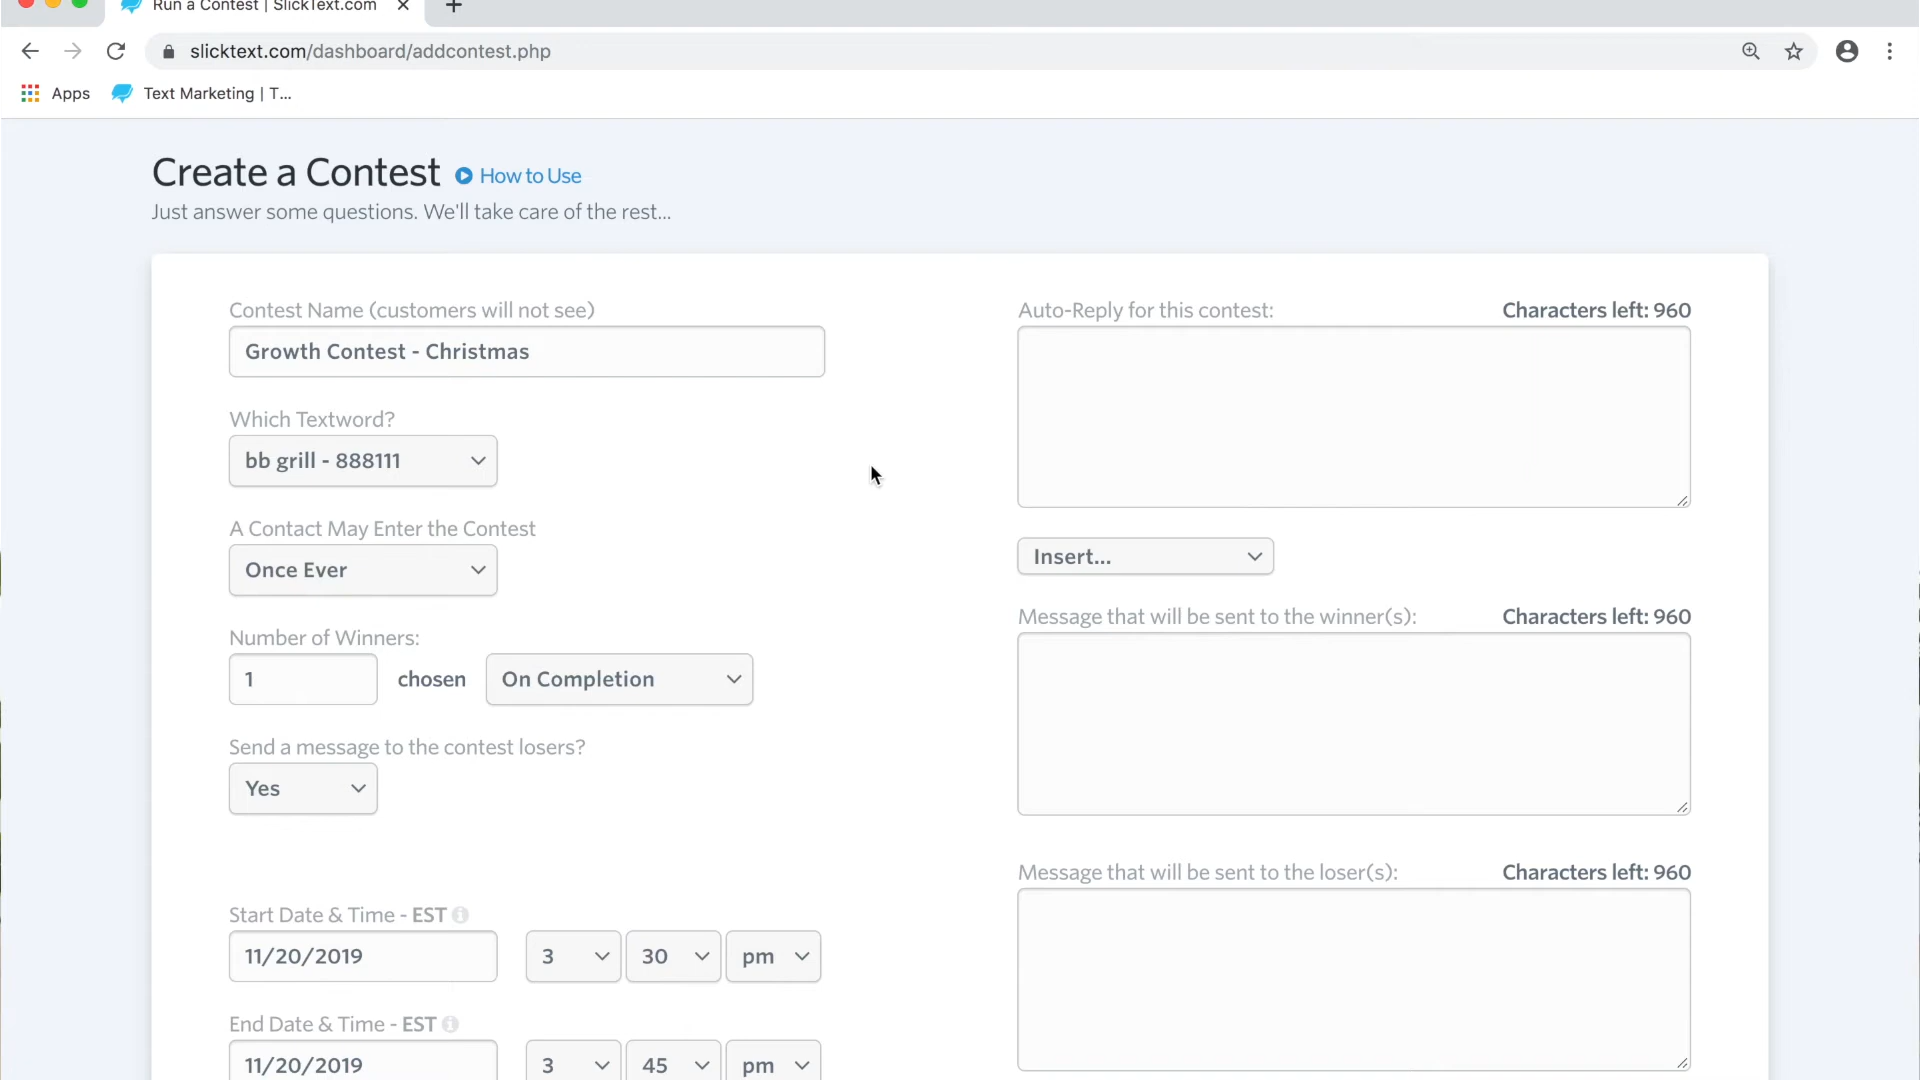 Run a Contest | SlickText.com
slicktext.com/dashboard/addcontest.php
Apps
Text Marketing | T...
Create a Contest
How to Use
Just answer some questions. We'll take care of the rest...
Contest Name (customers will not see)
Growth Contest - Christmas
Which Textword?
bb grill - 888111
A Contact May Enter the Contest
Once Ever
Number of Winners:
1 chosen On Completion
Send a message to the contest losers?
Yes
Start Date & Time - EST
11/20/2019 3 30 pm
End Date & Time - EST
11/20/2019 3 45 pm
Auto-Reply for this contest: Characters left: 960
Insert...
Message that will be sent to the winner(s): Characters left: 960
Message that will be sent to the loser(s): Characters left: 960